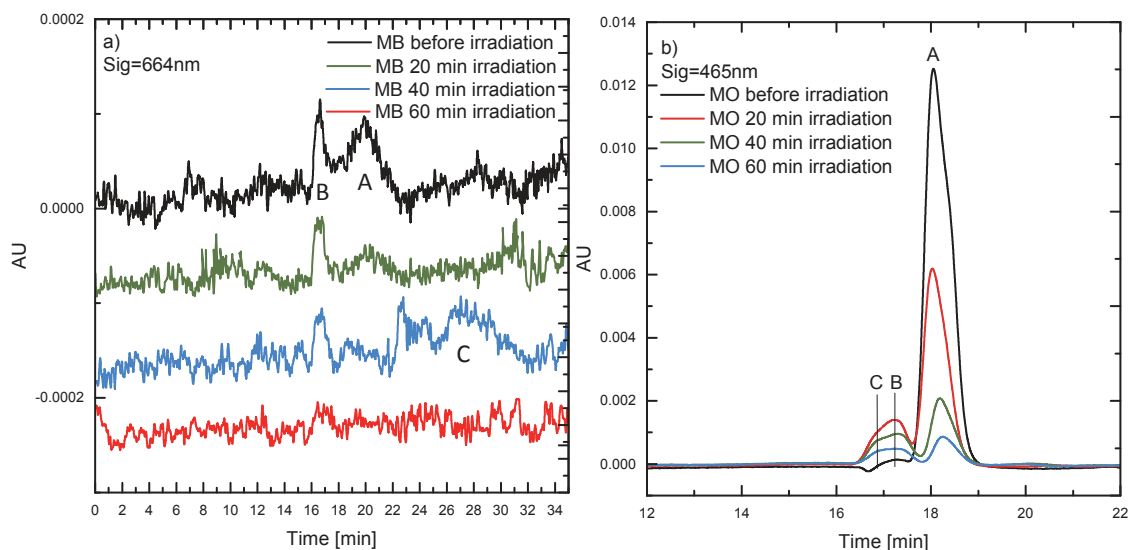 a)
Sig=664nm
MB before irradiation
MB 20 min irradiation
MB 40 min irradiation
MB 60 min irradiation
0.0002
0.0000
-0.0002
AU
B
A
C
0 2 4 6 8 10 12 14 16 18 20 22 24 26 28 30 32 34
Time [min]
b)
Sig=465nm
MO before irradiation
MO 20 min irradiation
MO 40 min irradiation
MO 60 min irradiation
0.014
0.012
0.010
0.008
0.006
0.004
0.002
0.000
AU
A
C B
12 14 16 18 20 22
Time [min]